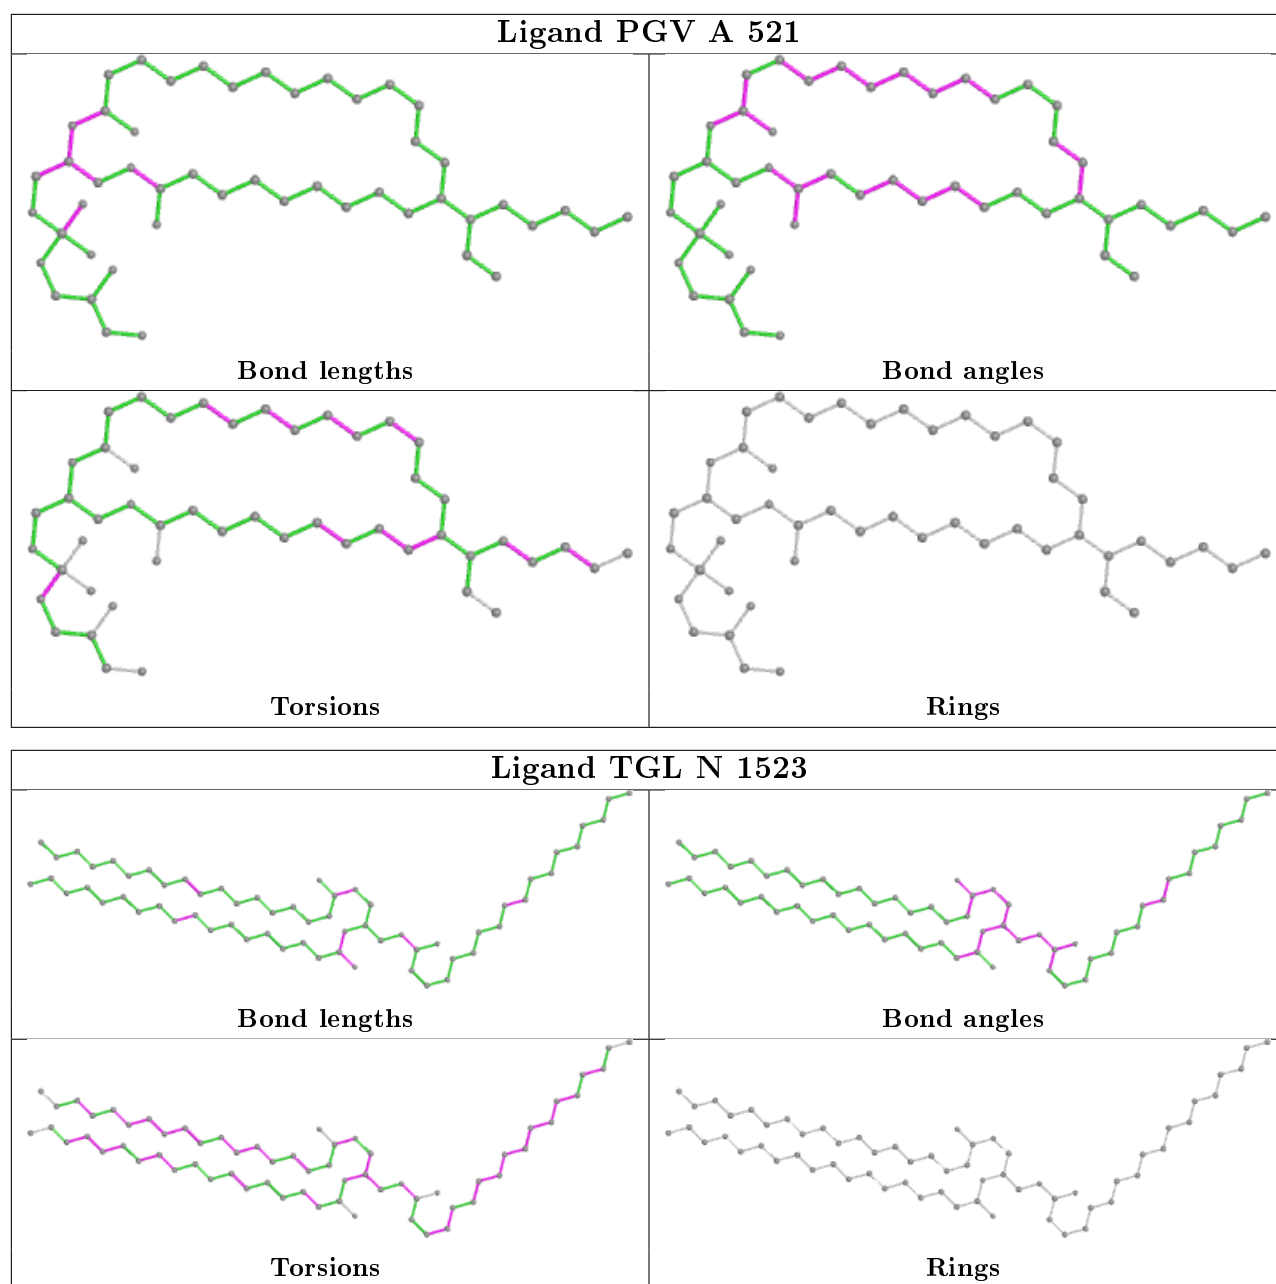 Ligand PGV A 521
Bond lengths
Bond angles
Torsions
Rings
Ligand TGL N 1523
Bond lengths
Bond angles
Torsions
Rings